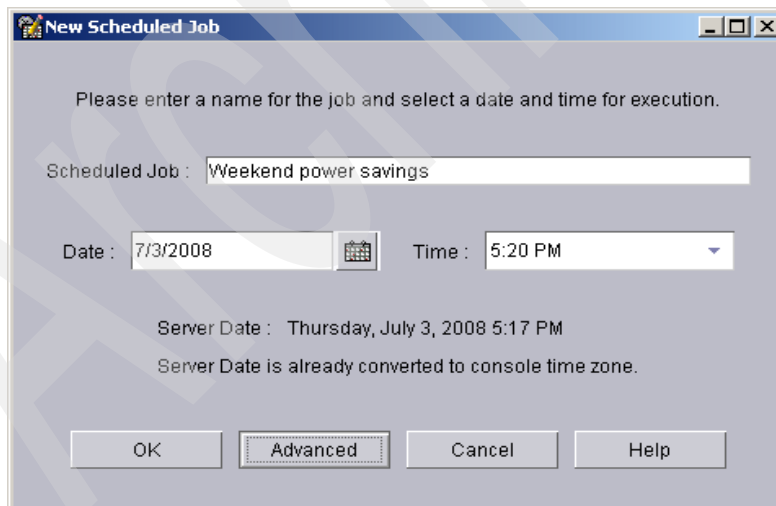 New Scheduled Job
Please enter a name for the job and select a date and time for execution.
Scheduled Job : Weekend power savings
Date : 7/3/2008 Time : 5:20 PM
Server Date : Thursday, July 3, 2008 5:17 PM
Server Date is already converted to console time zone.
OK Advanced Cancel Help